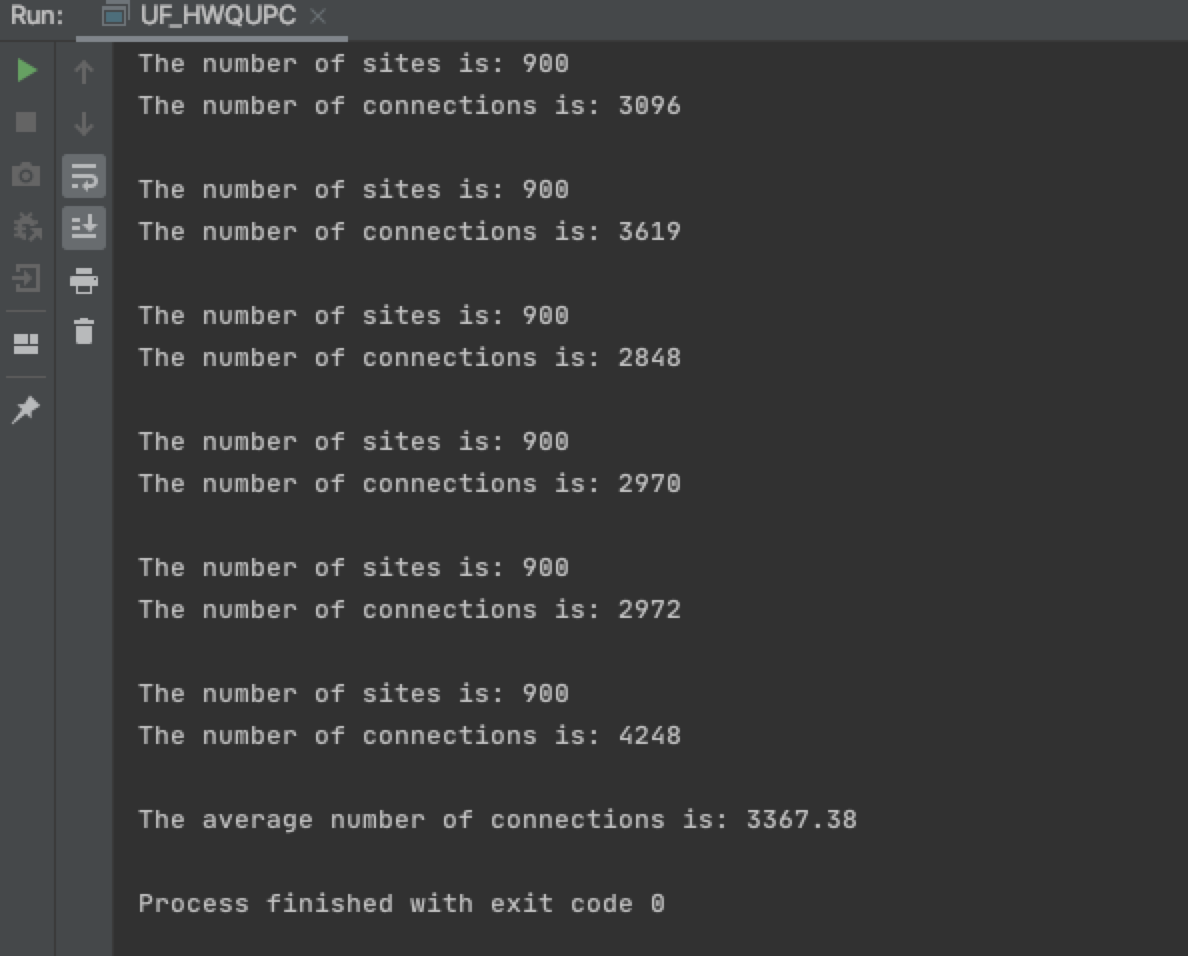 Run: UF_HWQUPC
The number of sites is: 900
The number of connections is: 3096
The number of sites is: 900
The number of connections is: 3619
The number of sites is: 900
The number of connections is: 2848
The number of sites is: 900
The number of connections is: 2970
The number of sites is: 900
The number of connections is: 2972
The number of sites is: 900
The number of connections is: 4248
The average number of connections is: 3367.38
Process finished with exit code 0